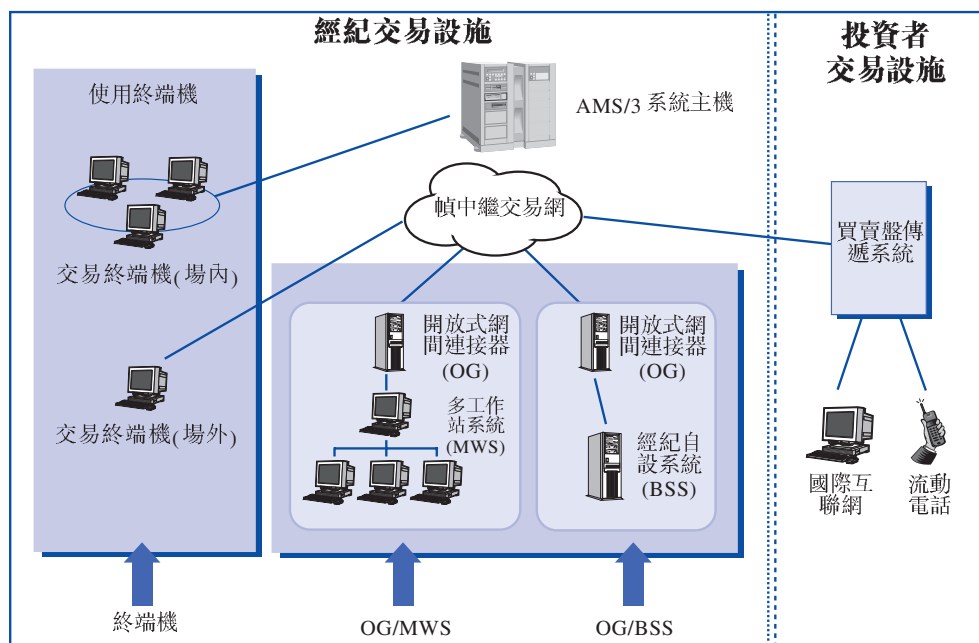 經紀交易設施
投資者
交易設施
使用終端機
AMS/3 系統主機
幀中繼交易網
交易終端機(場內)
買賣盤傳
遞系統
開放式網
間連接器
(OG)
多工作
站系統
(MWS)
開放式網
間連接器
(OG)
經紀自
設系統
(BSS)
交易終端機(場外)
國際互
聯網
流動
電話
終端機
OG/MWS
OG/BSS